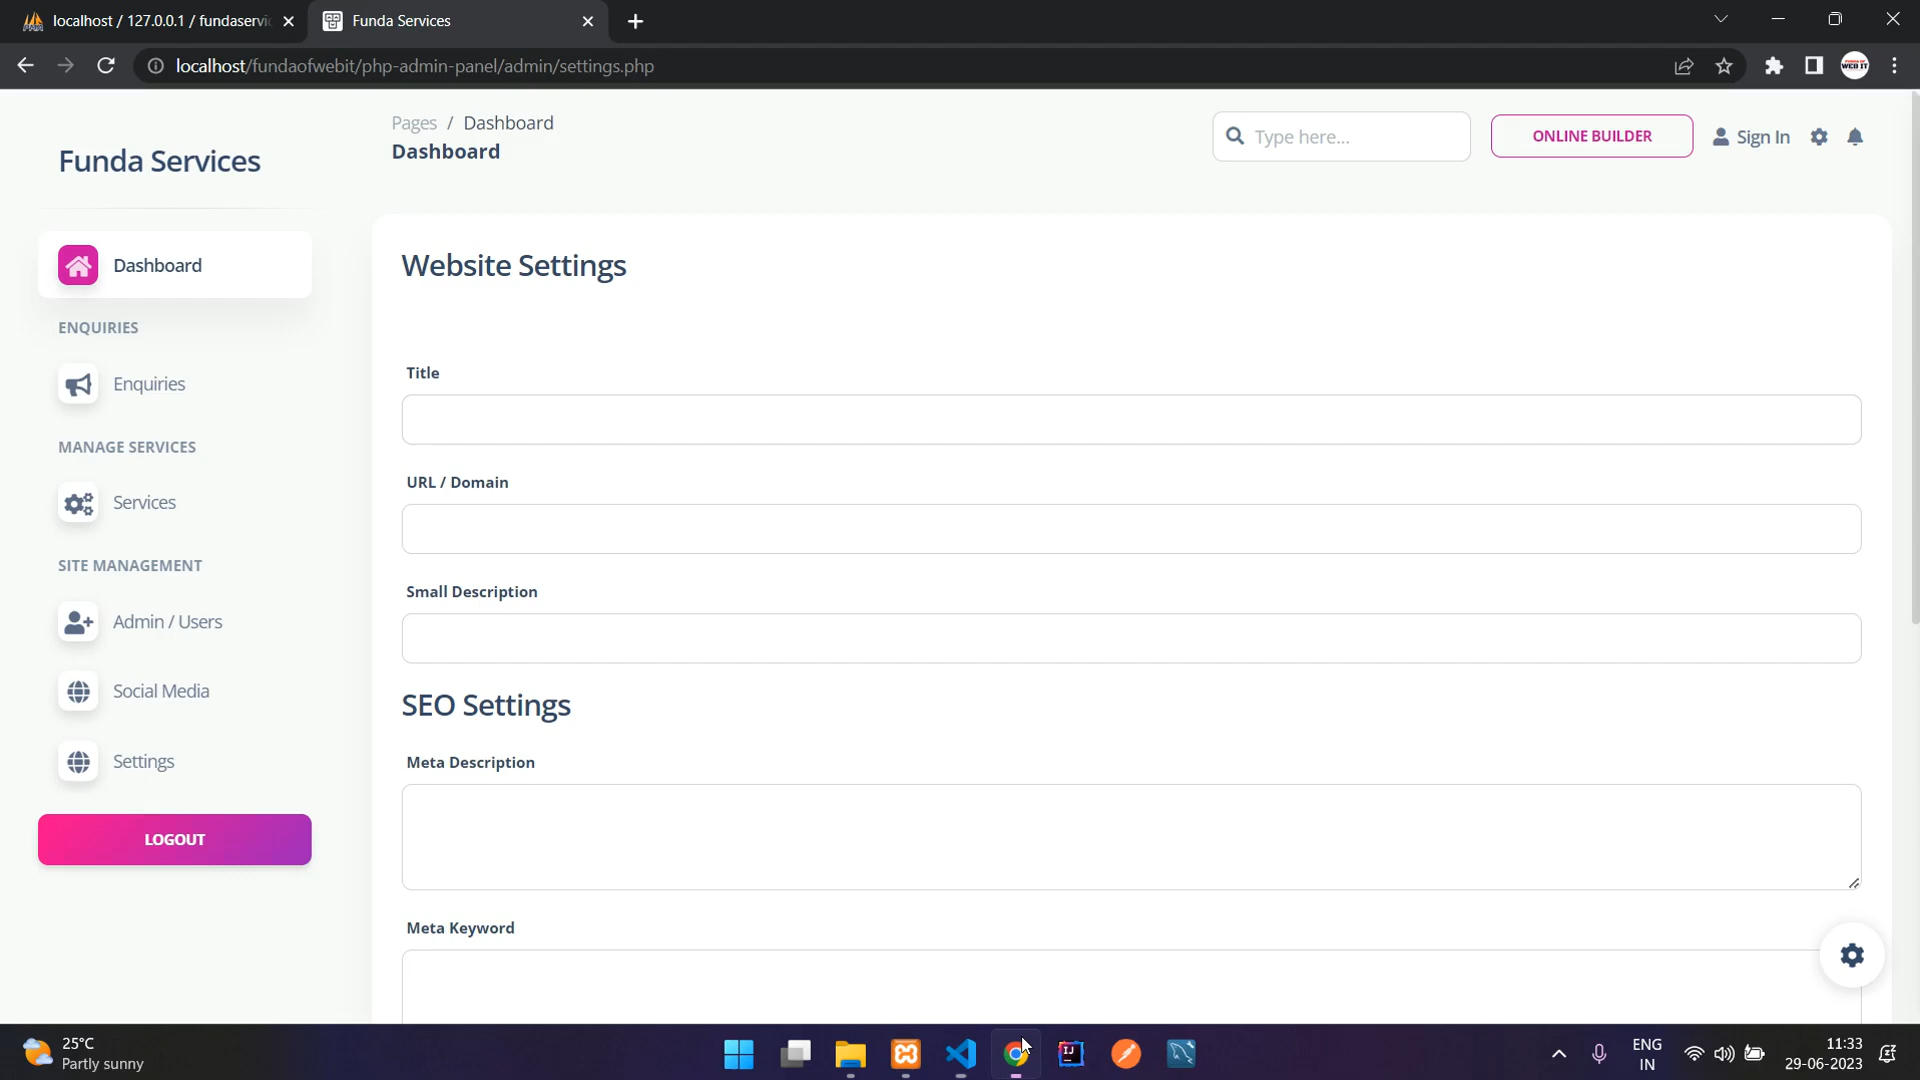 localhost / 127.0.0.1 / fundaservi
Funda Services
localhost/fundaofwebit/php-admin-panel/admin/settings.php
Funda Services
Pages / Dashboard
Dashboard
Type here...
ONLINE BUILDER
Sign In
Dashboard
ENQUIRIES
Enquiries
MANAGE SERVICES
Services
SITE MANAGEMENT
Admin / Users
Social Media
Settings
LOGOUT
Website Settings
Title
URL / Domain
Small Description
SEO Settings
Meta Description
Meta Keyword
25°C
Partly sunny
ENG
IN
11:33
29-06-2023